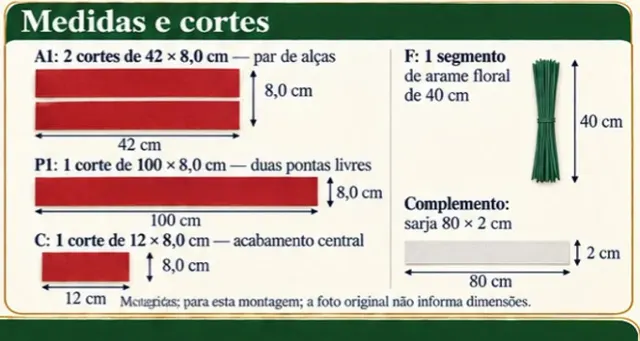 Medidas e cortes
A1: 2 cortes de 42 × 8,0 cm — par de alças
8,0 cm
42 cm
P1: 1 corte de 100 × 8,0 cm — duas pontas livres
8,0 cm
100 cm
C: 1 corte de 12 × 8,0 cm — acabamento central
8,0 cm
12 cm
para esta montagem; a foto original não informa dimensões.
F: 1 segmento
de arame floral
de 40 cm
40 cm
Complemento:
sarja 80 × 2 cm
2 cm
80 cm